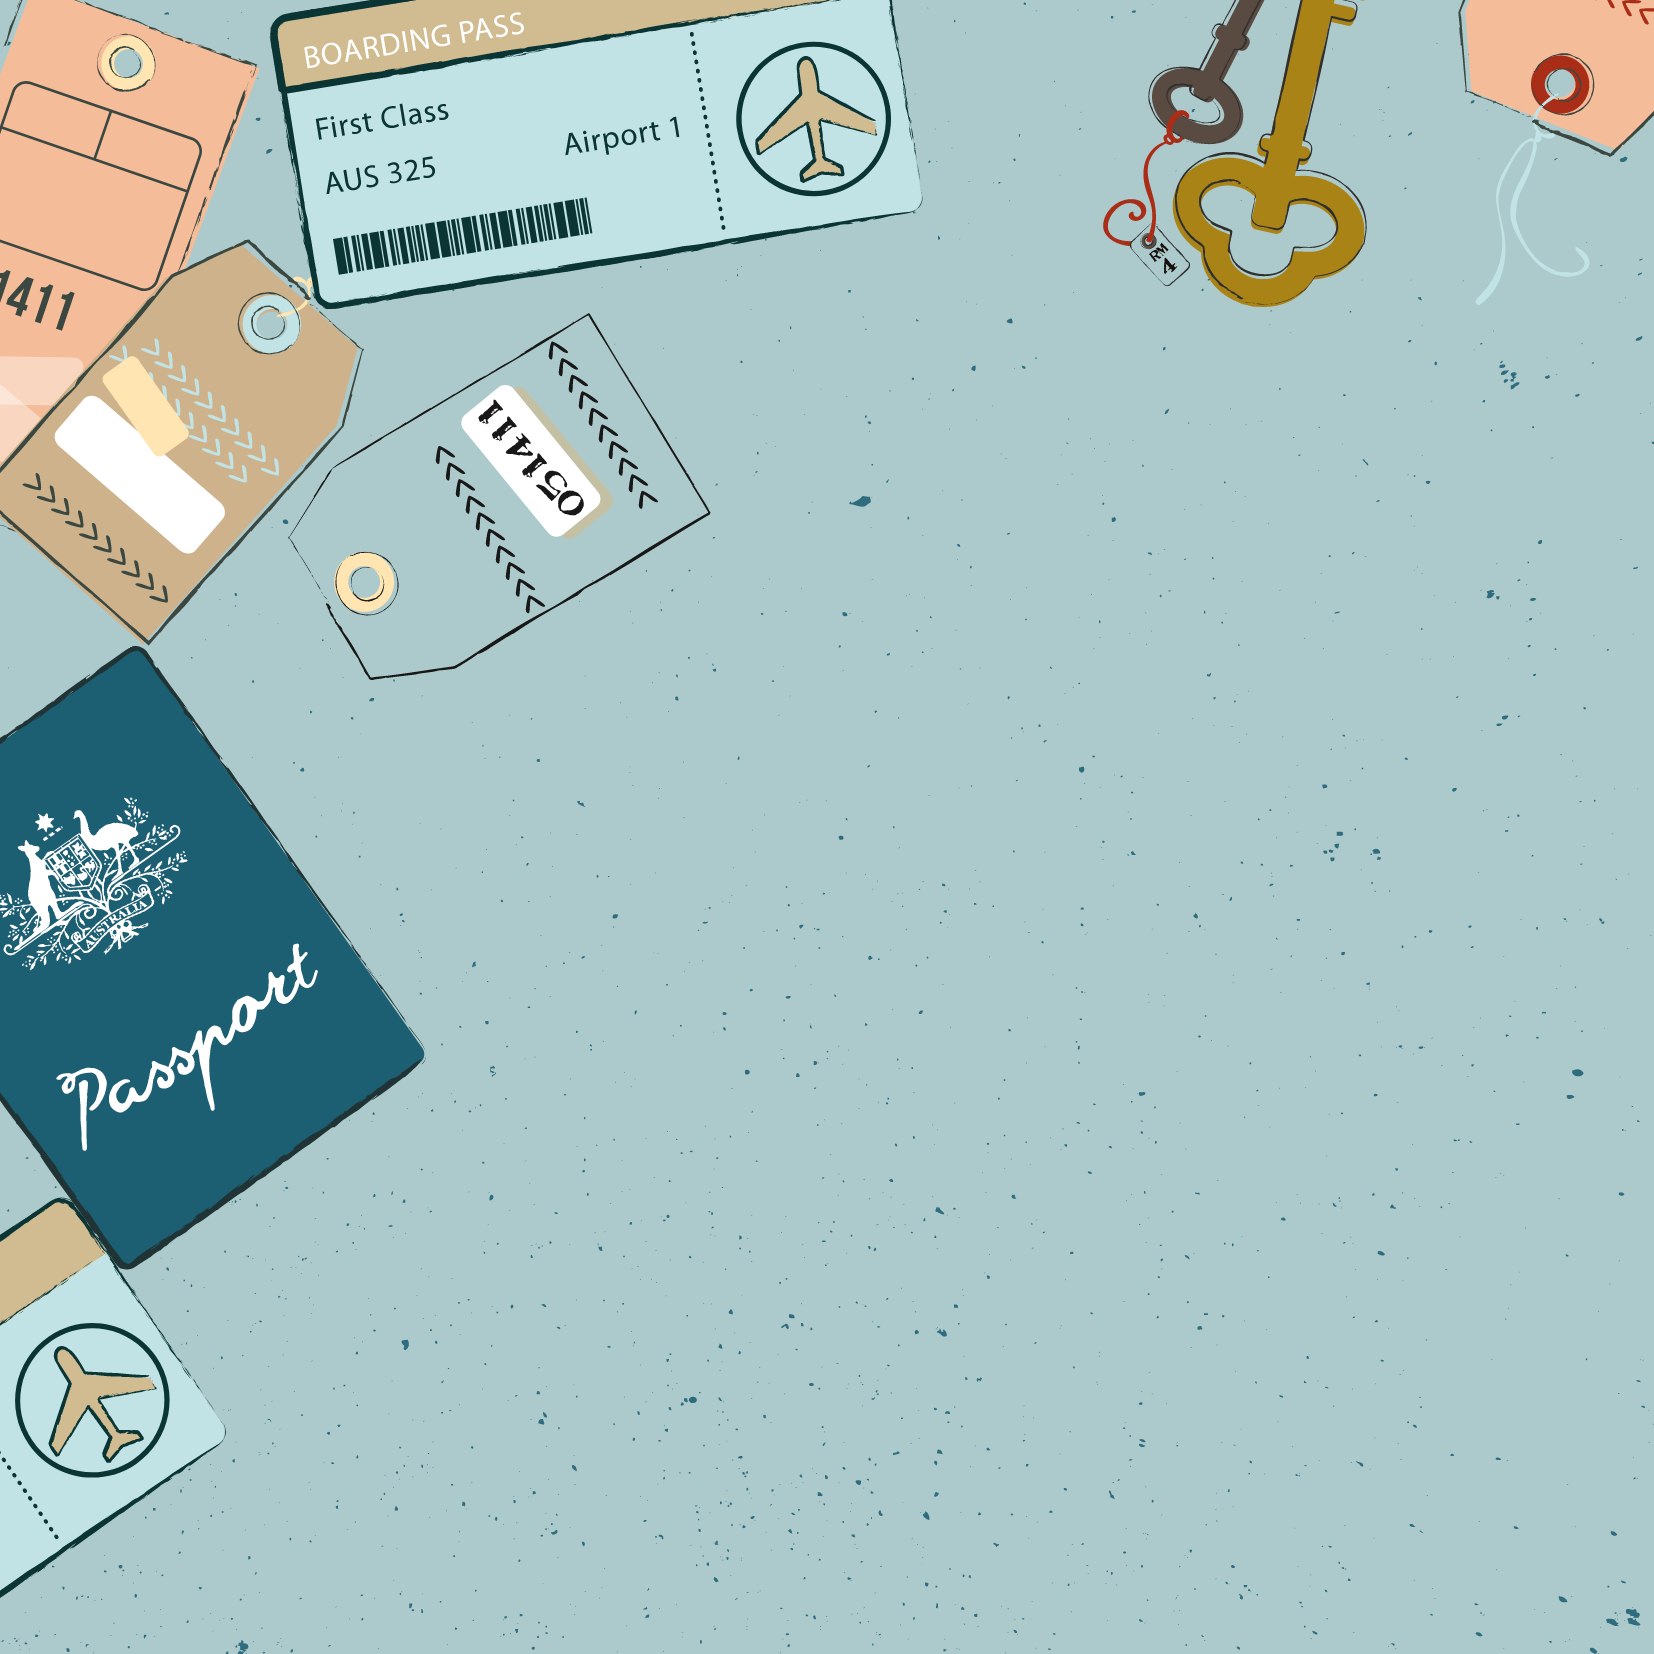 BOARDING PASS
First Class
Airport 1
AUS 325
RM
4
1411
051411
AUSTRALIA
Passport